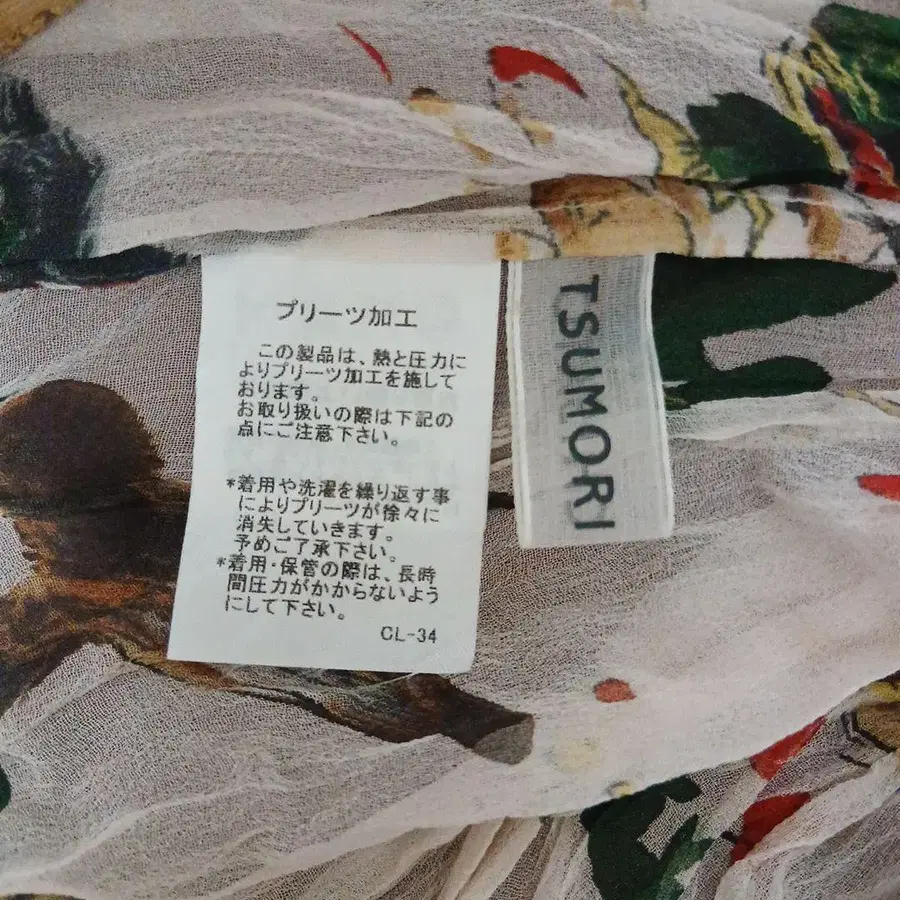 プリーツ加工
この製品は、熱と圧力に
よりプリーツ加工を施して
おります。
お取り扱いの際は下記の
点にご注意下さい。
*着用や洗濯を繰り返す事
によりプリーツが徐々に
消失していきます。
予めご了承下さい。
*着用・保管の際は、長時
間圧力がかからないよう
にして下さい。
CL-34
TSUMORI